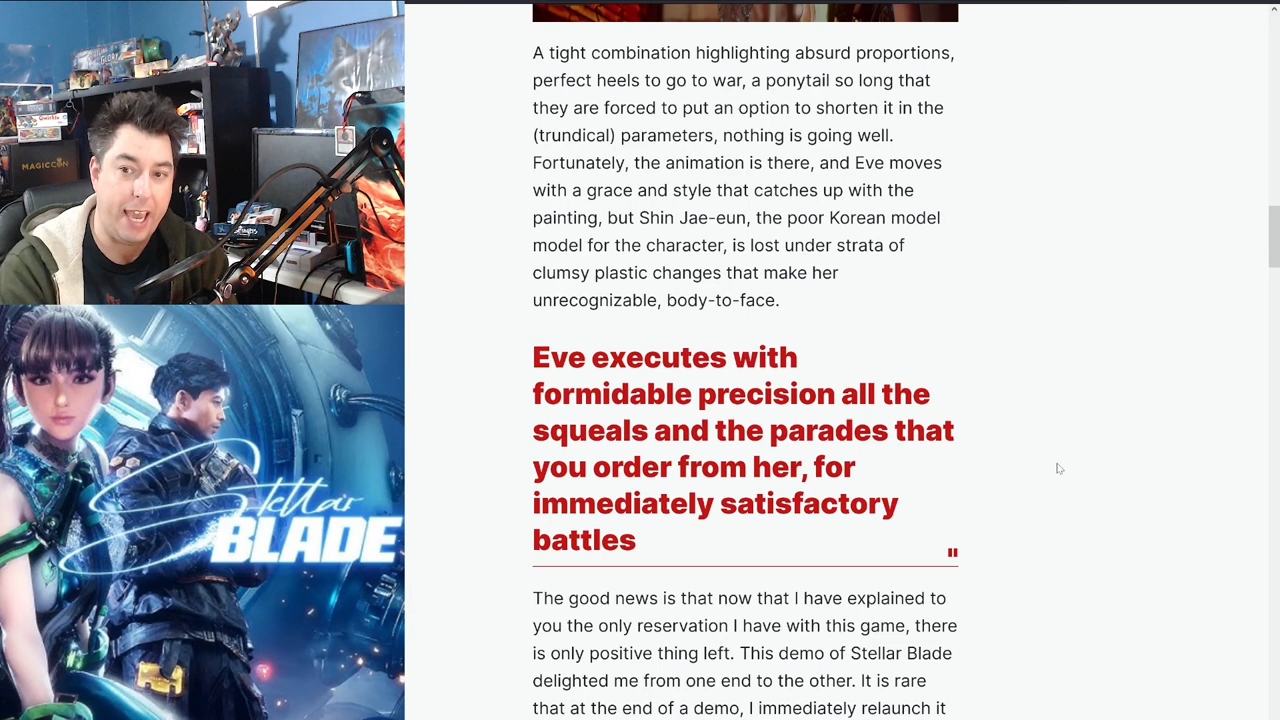 GLORY
Qwirkle
MAGICCON
Stellar
BLADE
A tight combination highlighting absurd proportions,
perfect heels to go to war, a ponytail so long that
they are forced to put an option to shorten it in the
(trundical) parameters, nothing is going well.
Fortunately, the animation is there, and Eve moves
with a grace and style that catches up with the
painting, but Shin Jae-eun, the poor Korean model
model for the character, is lost under strata of
clumsy plastic changes that make her
unrecognizable, body-to-face.
Eve executes with
formidable precision all the
squeals and the parades that
you order from her, for
immediately satisfactory
battles
"
The good news is that now that I have explained to
you the only reservation I have with this game, there
is only positive thing left. This demo of Stellar Blade
delighted me from one end to the other. It is rare
that at the end of a demo, I immediately relaunch it